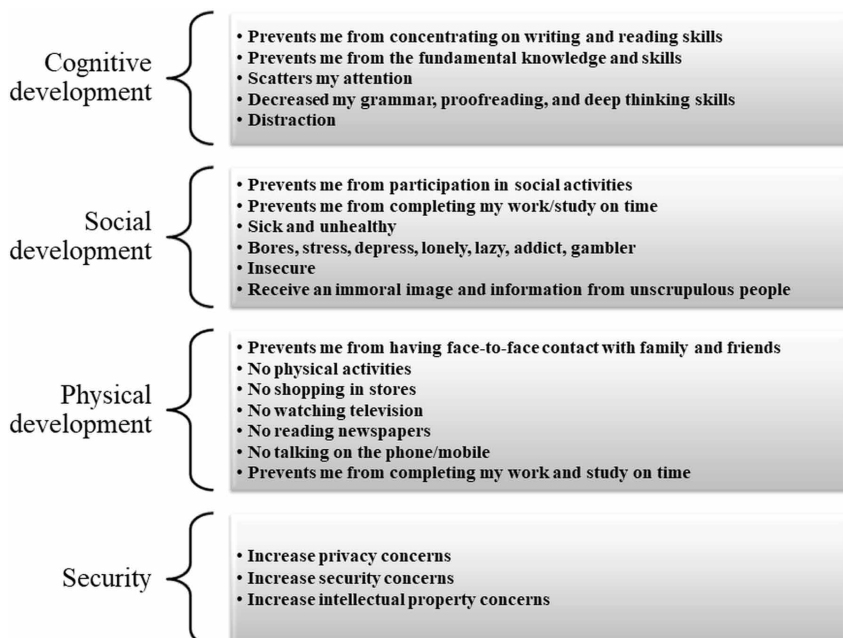 Cognitive
development
• Prevents me from concentrating on writing and reading skills
• Prevents me from the fundamental knowledge and skills
• Scatters my attention
• Decreased my grammar, proofreading, and deep thinking skills
• Distraction
Social
development
• Prevents me from participation in social activities
• Prevents me from completing my work/study on time
• Sick and unhealthy
• Bores, stress, depress, lonely, lazy, addict, gambler
• Insecure
• Receive an immoral image and information from unscrupulous people
Physical
development
• Prevents me from having face-to-face contact with family and friends
• No physical activities
• No shopping in stores
• No watching television
• No reading newspapers
• No talking on the phone/mobile
• Prevents me from completing my work and study on time
Security
• Increase privacy concerns
• Increase security concerns
• Increase intellectual property concerns